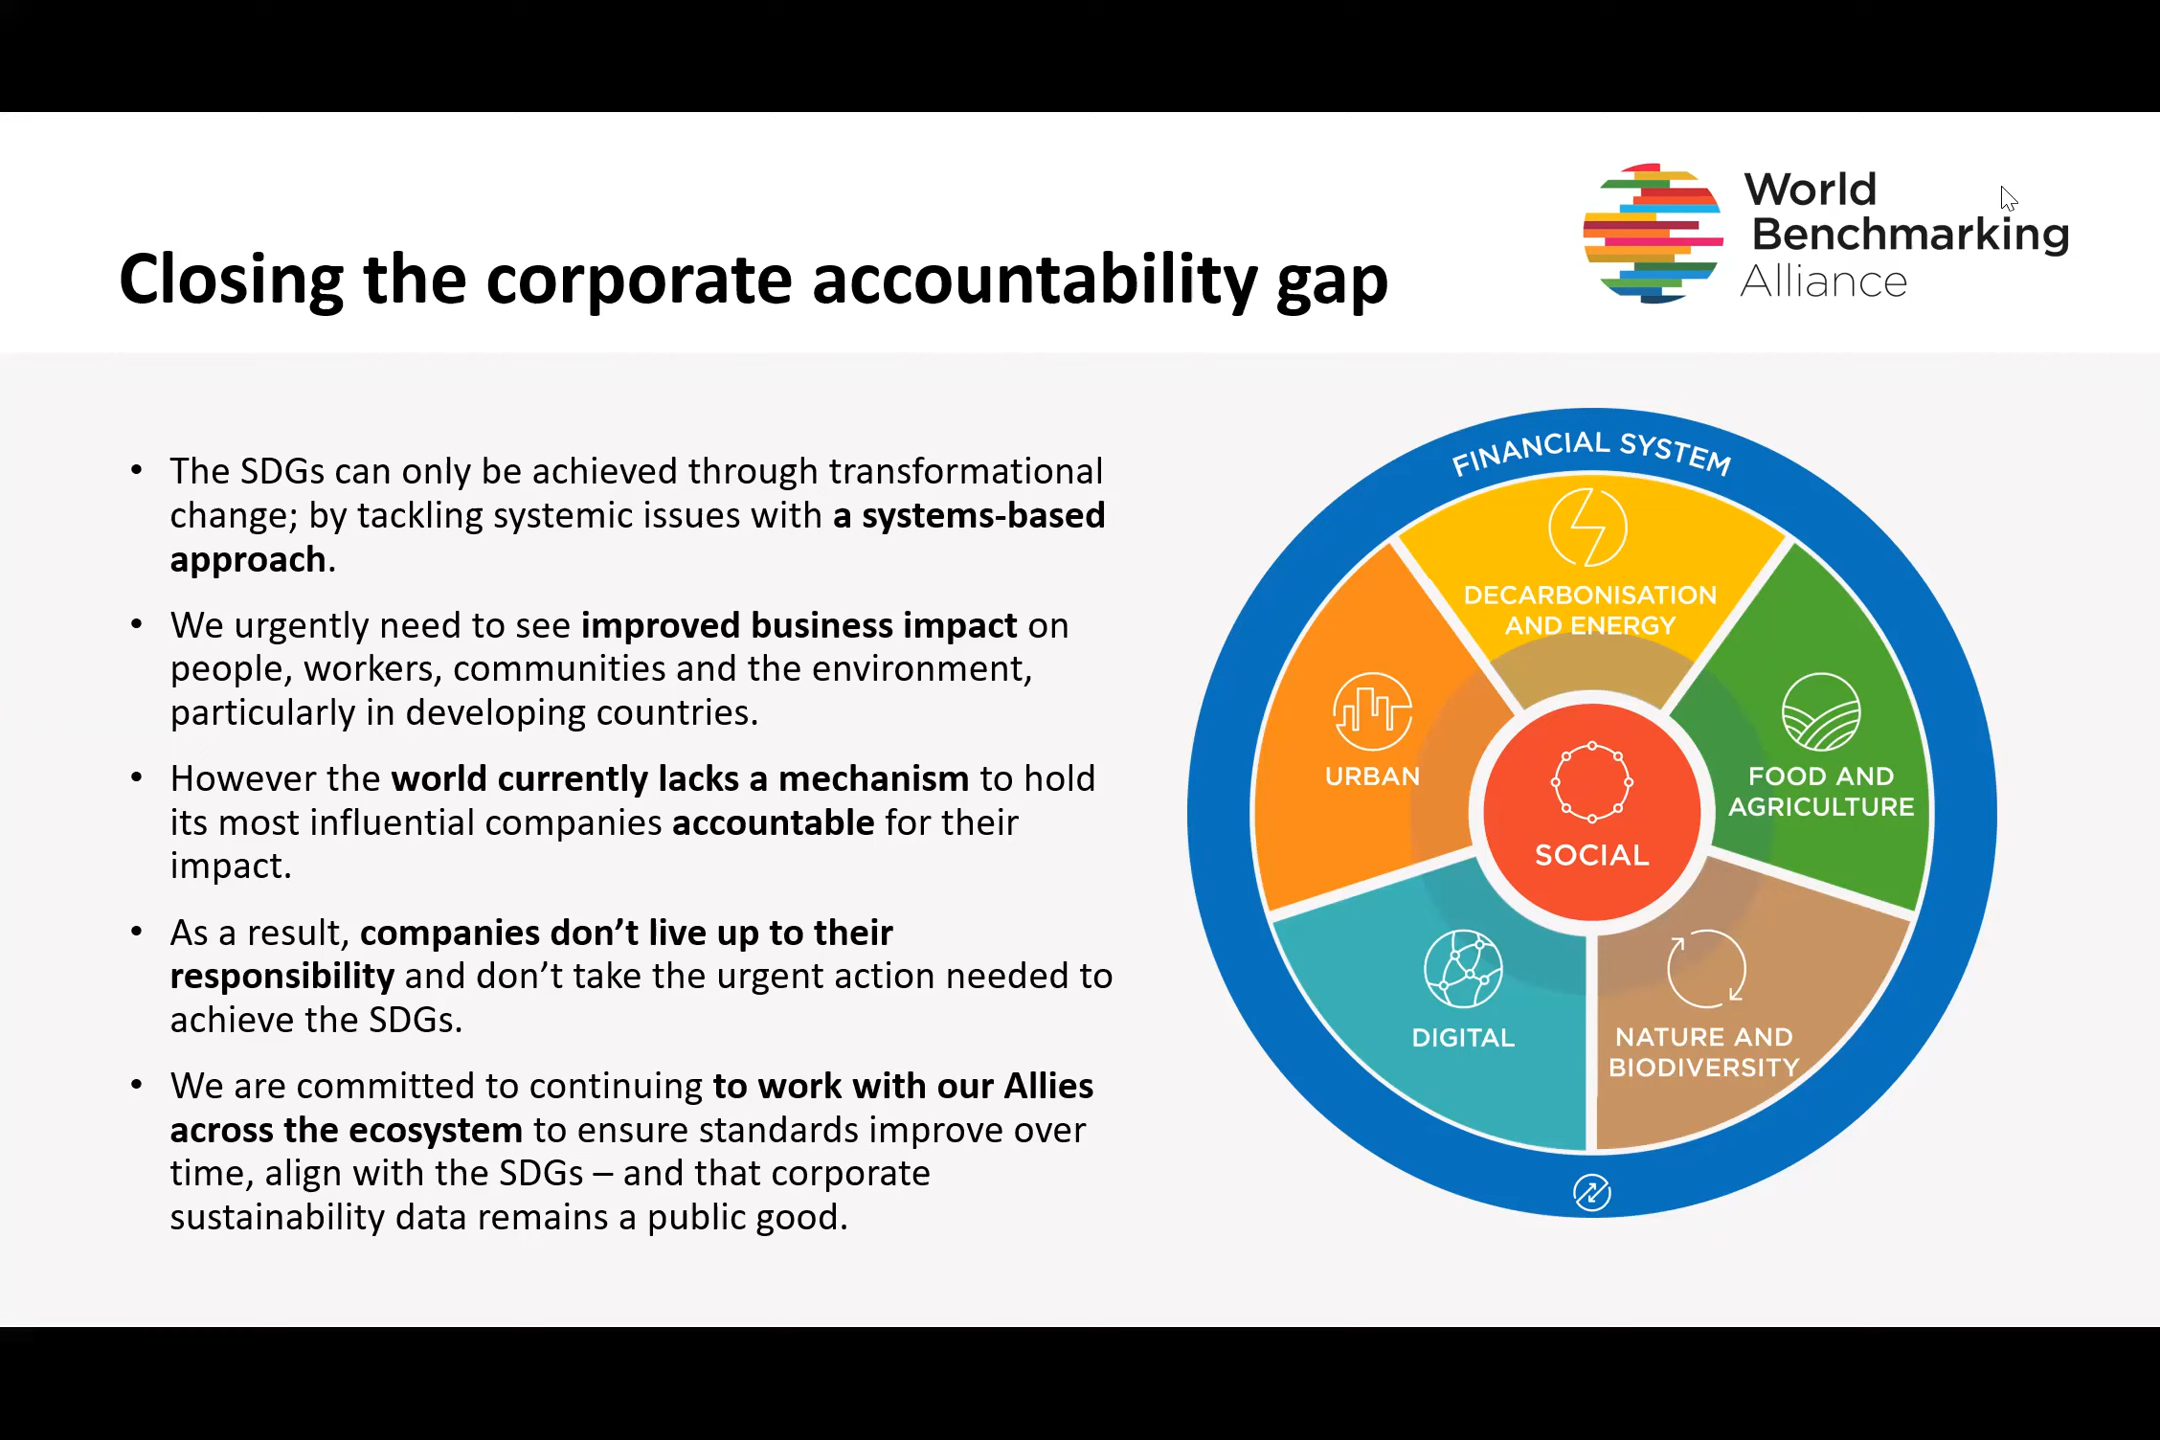 World
Benchmarking
Alliance
Closing the corporate accountability gap
• The SDGs can only be achieved through transformational
change; by tackling systemic issues with a systems-based
approach.
• We urgently need to see improved business impact on
people, workers, communities and the environment,
particularly in developing countries.
• However the world currently lacks a mechanism to hold
its most influential companies accountable for their
impact.
• As a result, companies don’t live up to their
responsibility and don’t take the urgent action needed to
achieve the SDGs.
• We are committed to continuing to work with our Allies
across the ecosystem to ensure standards improve over
time, align with the SDGs – and that corporate
sustainability data remains a public good.
FINANCIAL SYSTEM
DECARBONISATION
AND ENERGY
URBAN
FOOD AND
AGRICULTURE
SOCIAL
DIGITAL
NATURE AND
BIODIVERSITY